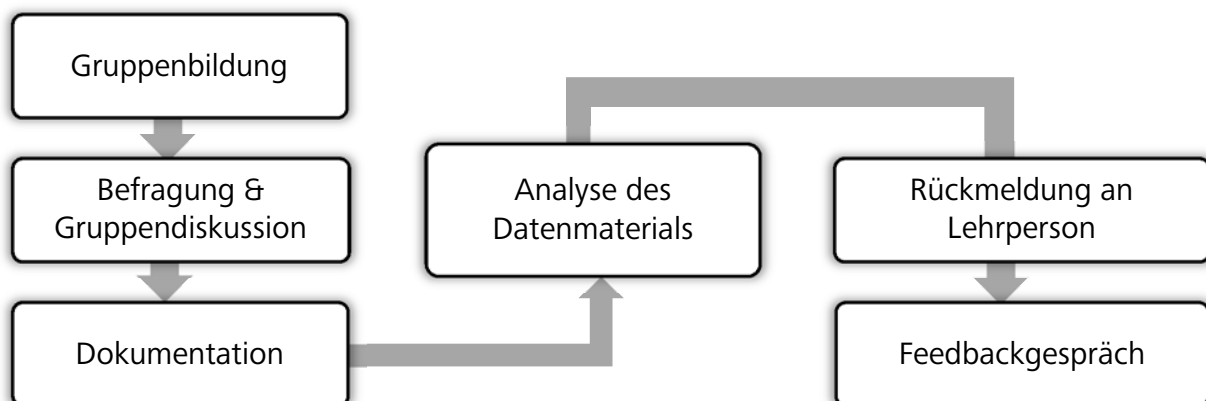 Gruppenbildung
Befragung &
Gruppendiskussion
Dokumentation
Analyse des
Datenmaterials
Rückmeldung an
Lehrperson
Feedbackgespräch